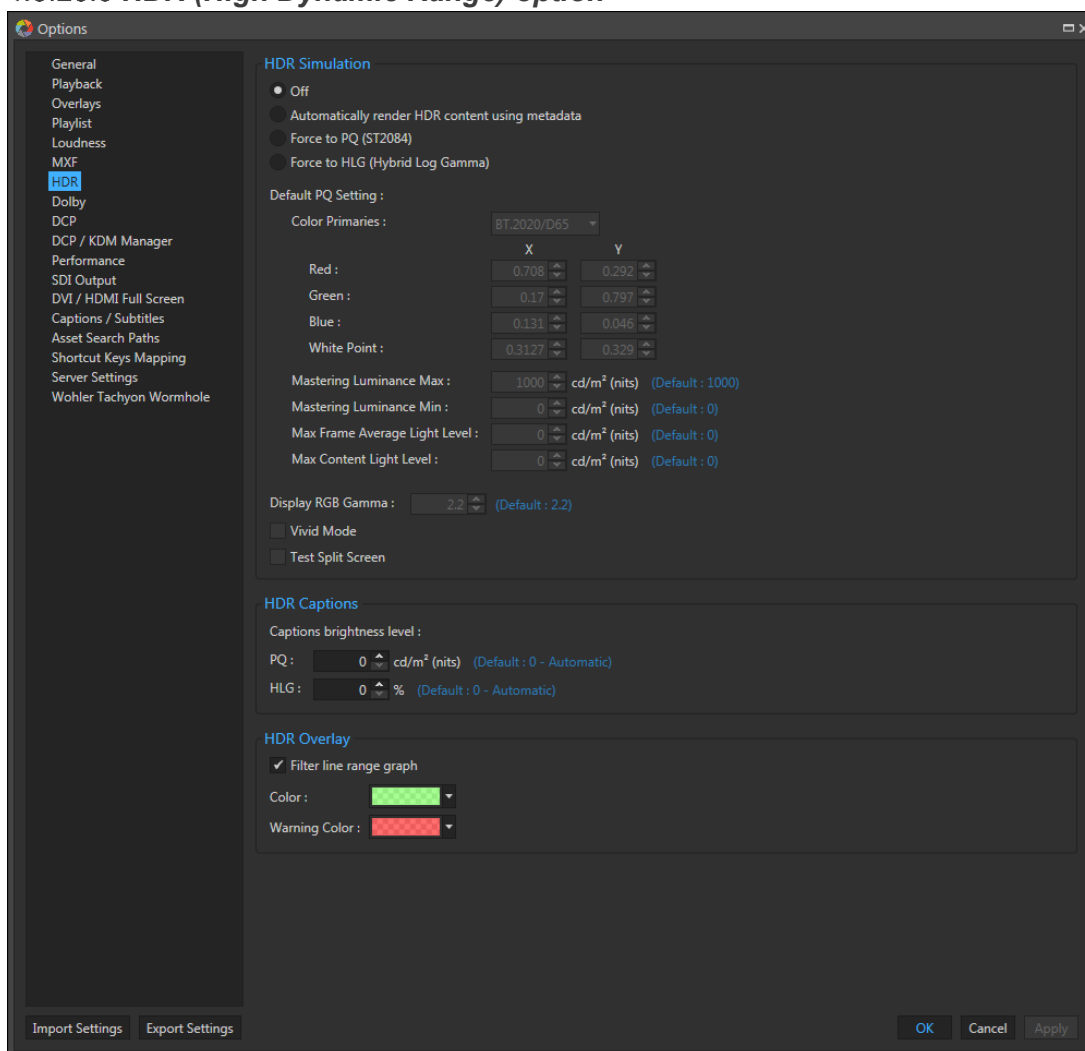 HDR (High Dynamic Range) option
Options
General
Playback
Overlays
Playlist
Loudness
MXF
HDR
Dolby
DCP
DCP / KDM Manager
Performance
SDI Output
DVI / HDMI Full Screen
Captions / Subtitles
Asset Search Paths
Shortcut Keys Mapping
Server Settings
Wohler Tachyon Wormhole
HDR Simulation
Off
Automatically render HDR content using metadata
Force to PQ (ST2084)
Force to HLG (Hybrid Log Gamma)
Default PQ Setting :
Color Primaries : BT.2020/D65
X Y
Red : 0.708 0.292
Green : 0.17 0.797
Blue : 0.131 0.046
White Point : 0.3127 0.329
Mastering Luminance Max : 1000 cd/m² (nits) (Default : 1000)
Mastering Luminance Min : 0 cd/m² (nits) (Default : 0)
Max Frame Average Light Level : 0 cd/m² (nits) (Default : 0)
Max Content Light Level : 0 cd/m² (nits) (Default : 0)
Display RGB Gamma : 2.2 (Default : 2.2)
Vivid Mode
Test Split Screen
HDR Captions
Captions brightness level :
PQ : 0 cd/m² (nits) (Default : 0 - Automatic)
HLG : 0 % (Default : 0 - Automatic)
HDR Overlay
Filter line range graph
Color :
Warning Color :
Import Settings Export Settings
OK Cancel Apply